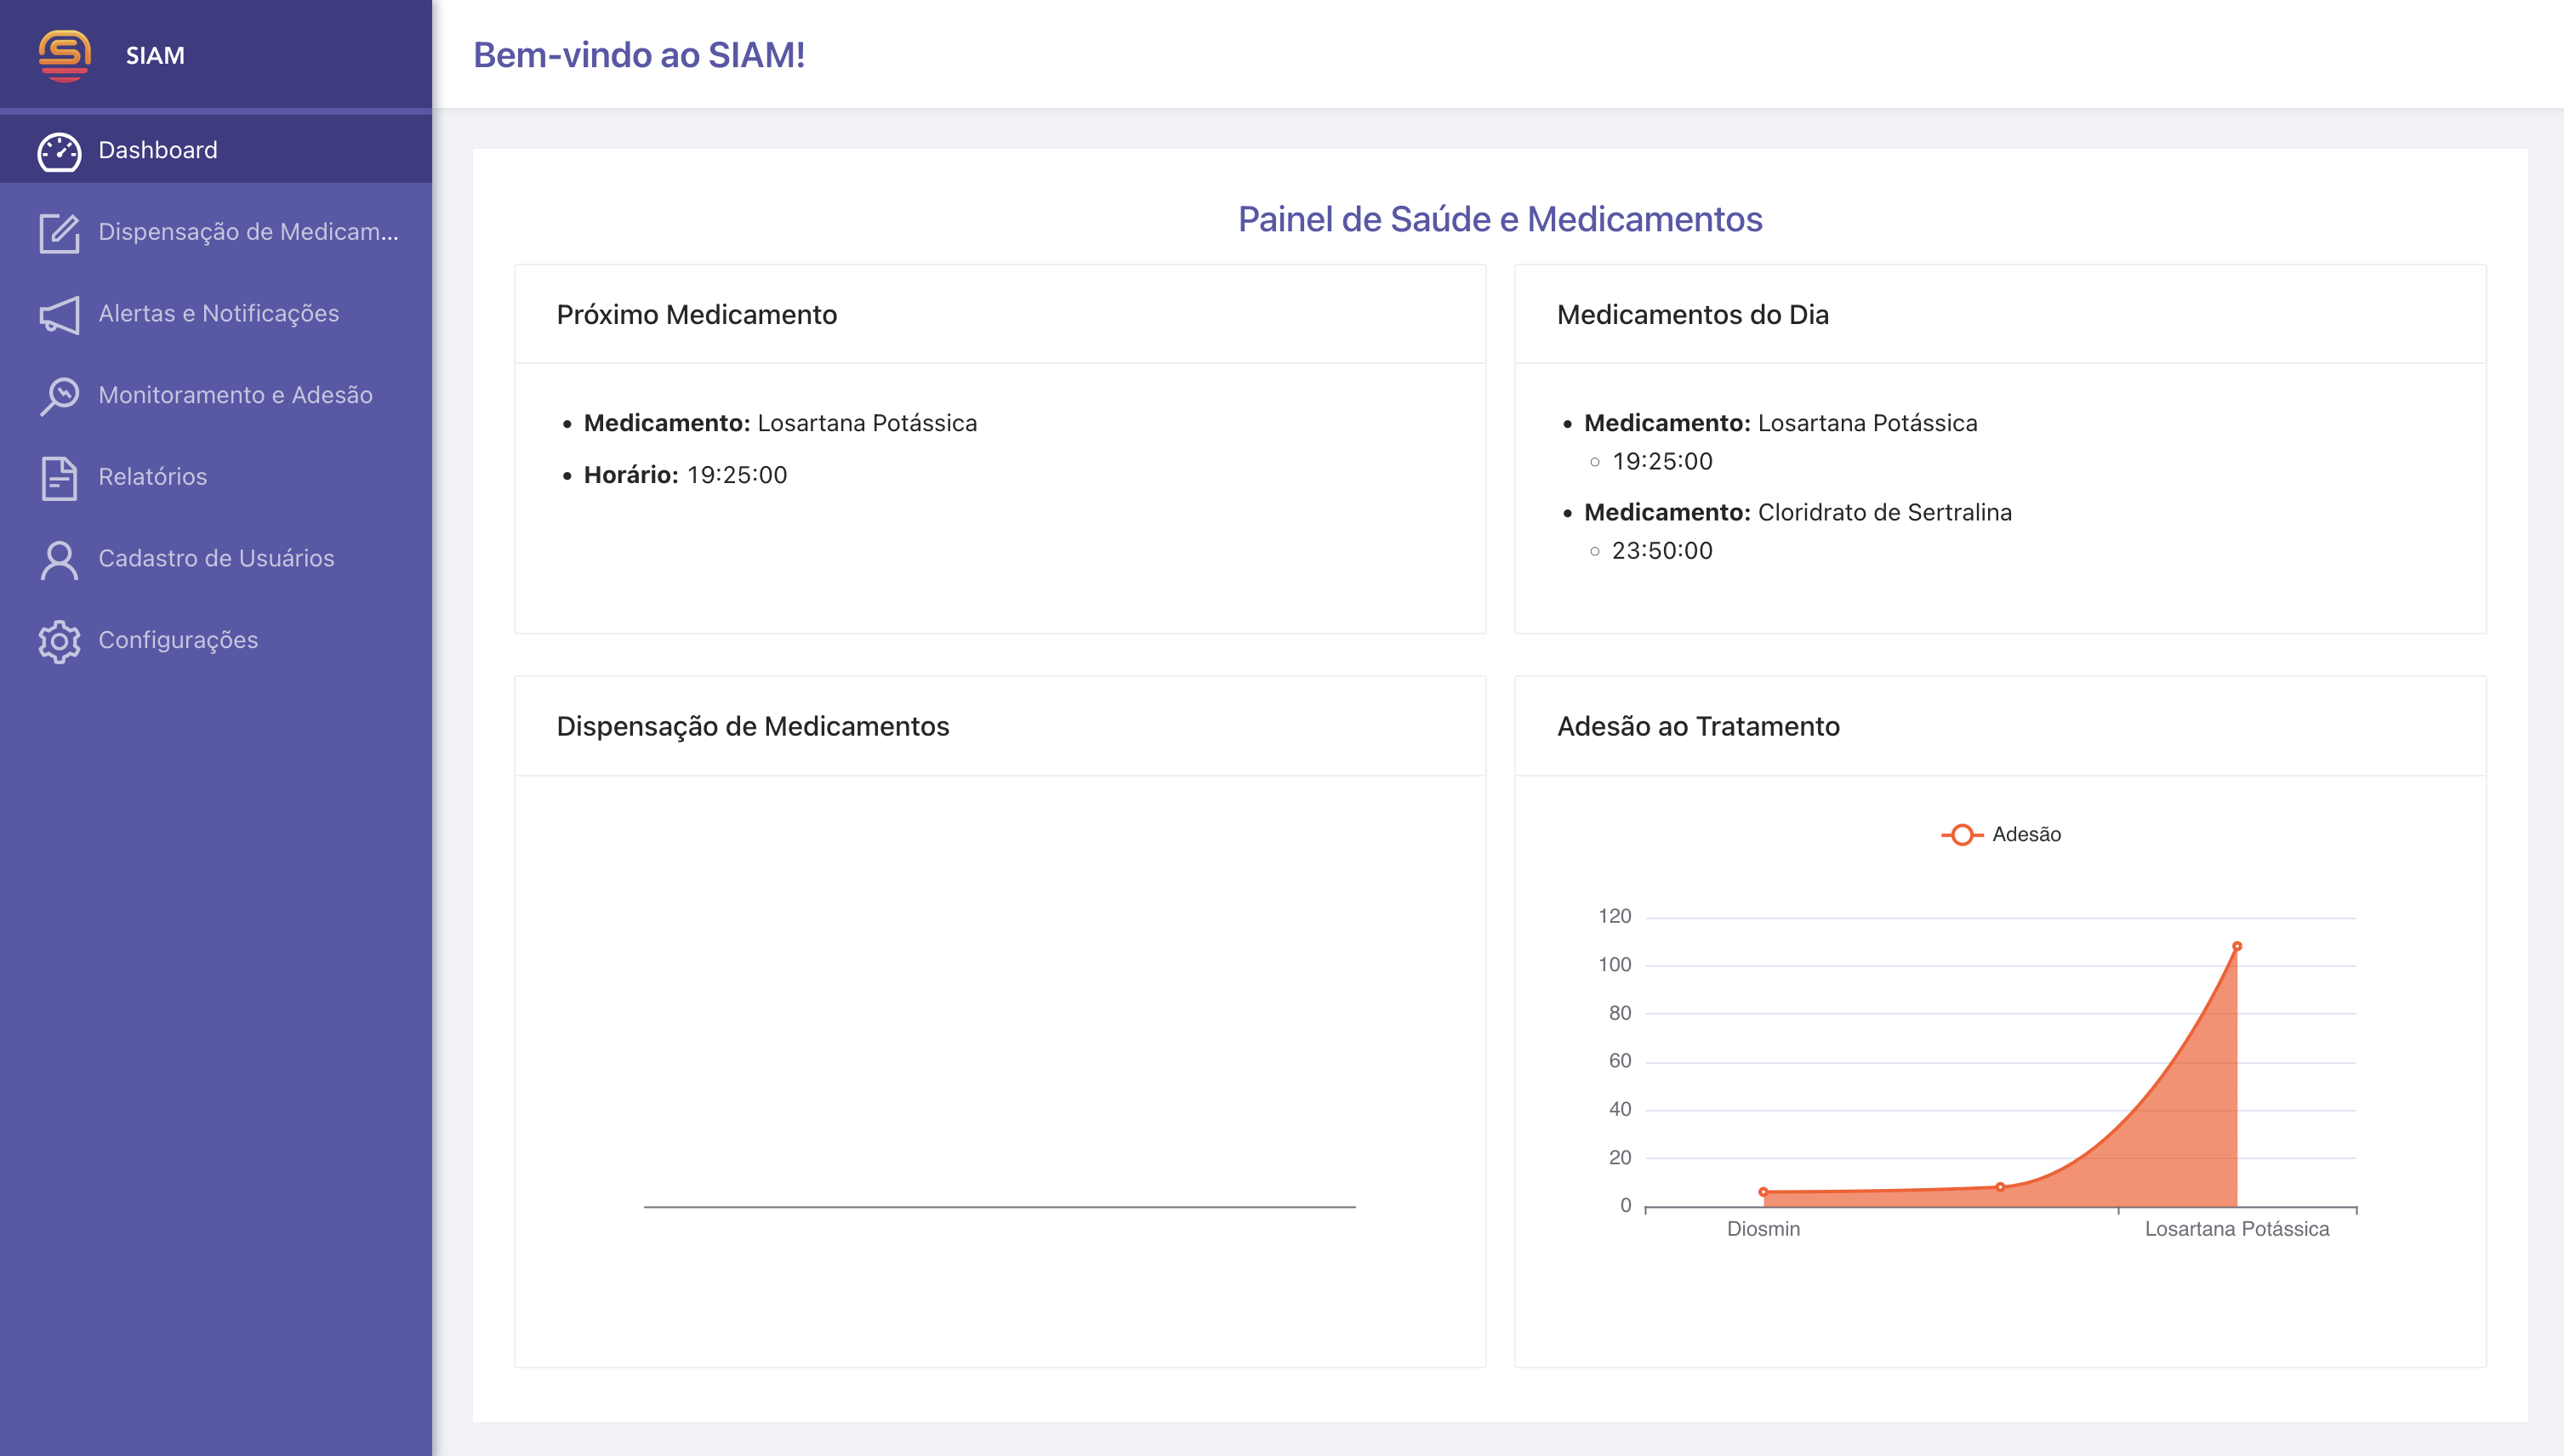 SIAM
Bem-vindo ao SIAM!
Dashboard
Dispensação de Medicam...
Alertas e Notificações
Monitoramento e Adesão
Relatórios
Cadastro de Usuários
Configurações
Painel de Saúde e Medicamentos
Próximo Medicamento
Medicamento: Losartana Potássica
Horário: 19:25:00
Medicamentos do Dia
Medicamento: Losartana Potássica
19:25:00
Medicamento: Cloridrato de Sertralina
23:50:00
Dispensação de Medicamentos
Adesão ao Tratamento
Adesão
120
100
80
60
40
20
0
Diosmin
Losartana Potássica